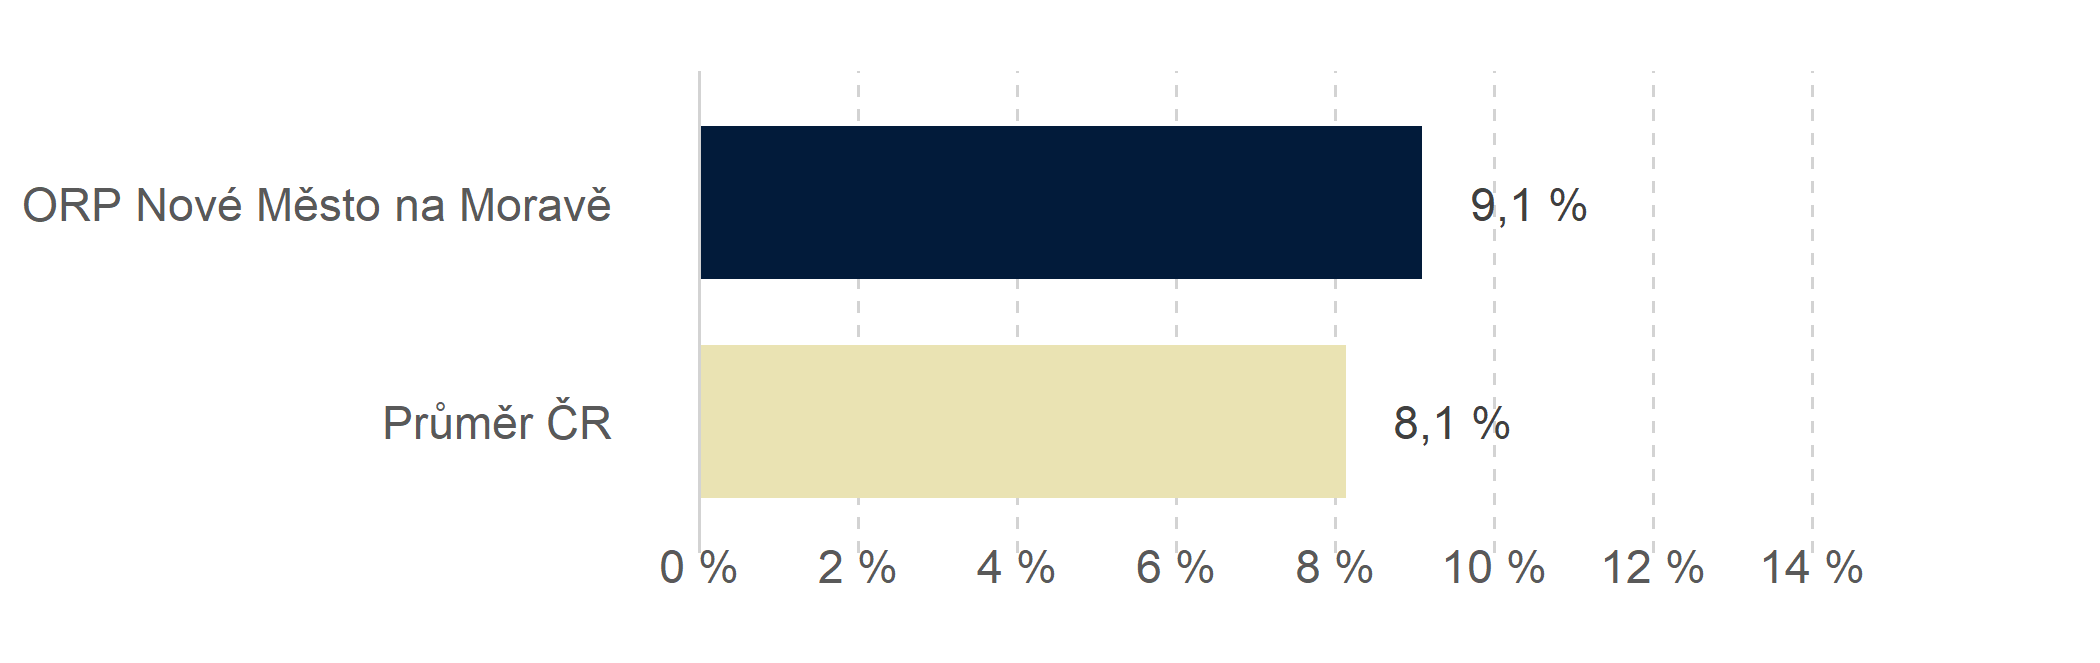 ORP Nové Město na Moravě
9,1 %
Průměr ČR
8,1 %
0 % 2 % 4 % 6 % 8 % 10 % 12 % 14 %